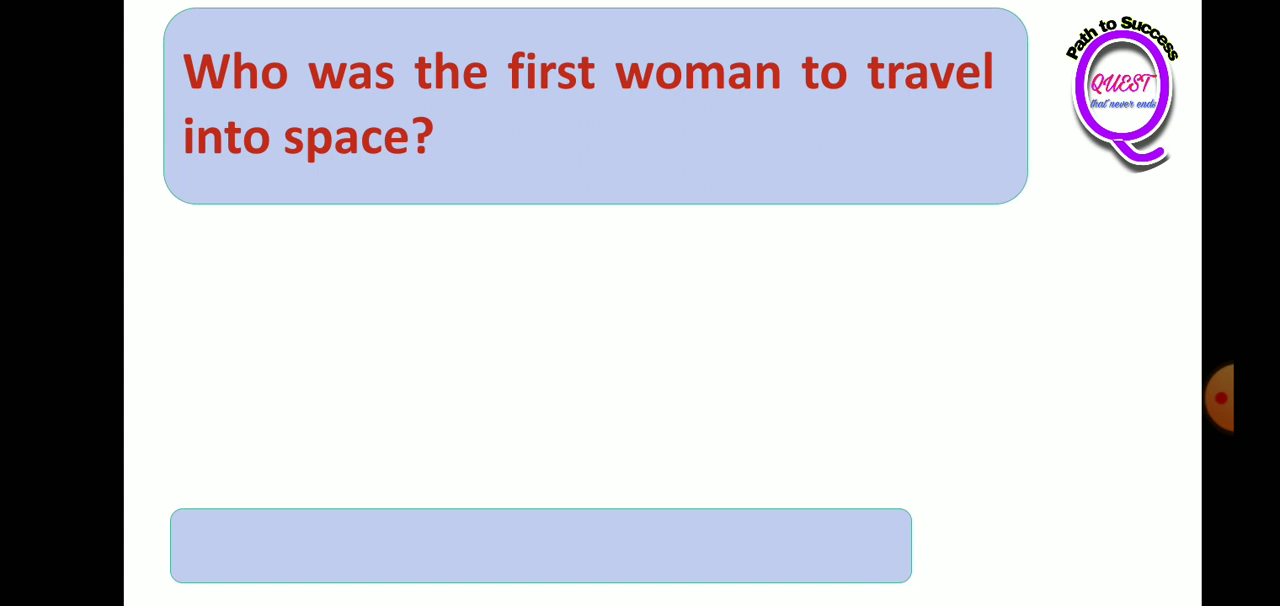 Who was the first woman to travel
into space?
Path to Success
QUEST
that never ends